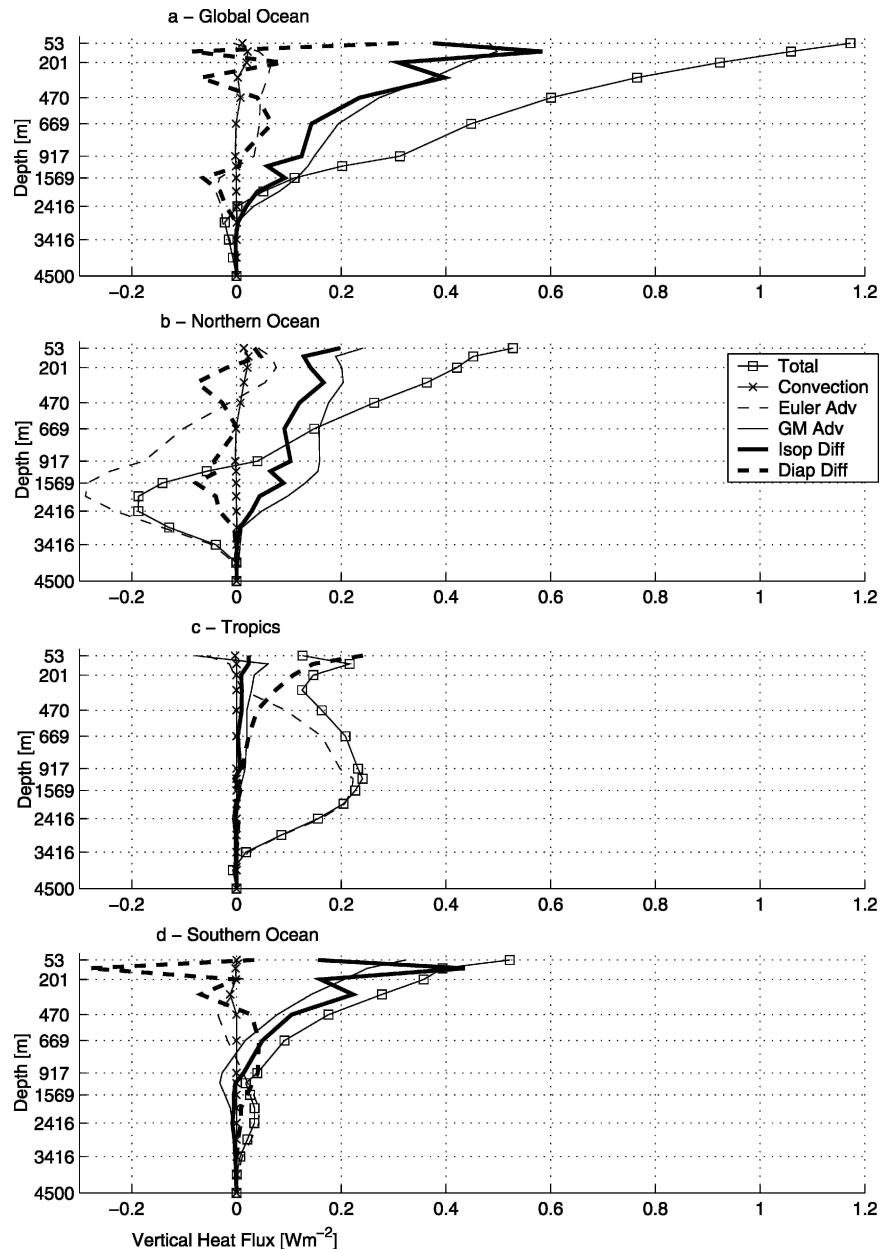 a – Global Ocean
53
201
470
669
917
1569
2416
3416
4500
Depth [m]
−0.2 0 0.2 0.4 0.6 0.8 1 1.2
b – Northern Ocean
53
201
470
669
917
1569
2416
3416
4500
Depth [m]
−0.2 0 0.2 0.4 0.6 0.8 1 1.2
Total
Convection
Euler Adv
GM Adv
Isop Diff
Diap Diff
c – Tropics
53
201
470
669
917
1569
2416
3416
4500
Depth [m]
−0.2 0 0.2 0.4 0.6 0.8 1 1.2
d – Southern Ocean
53
201
470
669
917
1569
2416
3416
4500
Depth [m]
−0.2 0 0.2 0.4 0.6 0.8 1 1.2
Vertical Heat Flux [Wm⁻²]